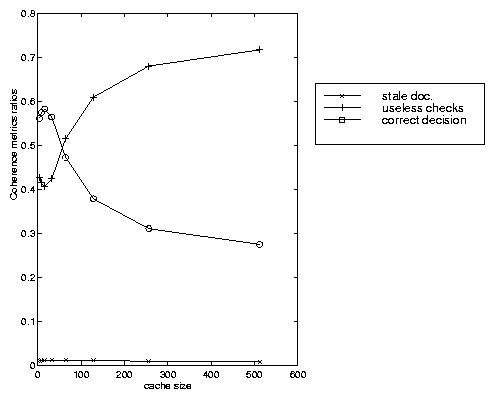 0.8
0.7
0.6
0.5
0.4
0.3
0.2
0.1
0
Coherence metrics ratios
0 100 200 300 400 500 600
cache size
stale doc.
useless checks
correct decision